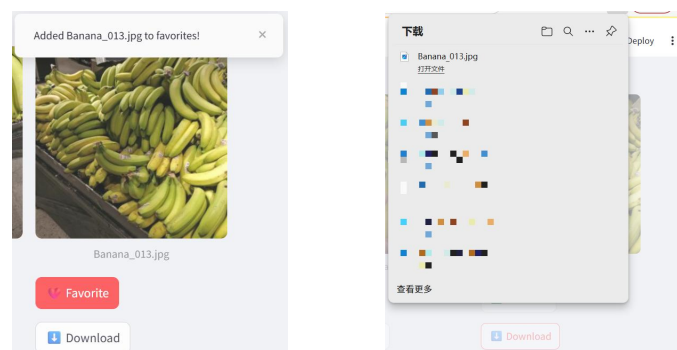 Added Banana_013.jpg to favorites!
Banana_013.jpg
Favorite
Download
下载
Deploy
Banana_013.jpg
打开文件
查看更多
Download